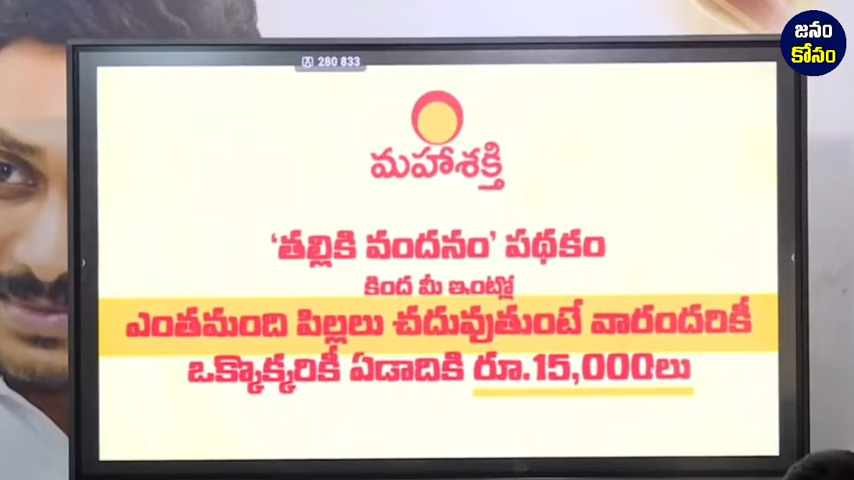 జనం
కోసం
280 833
మహాశక్తి
'తల్లికి వందనం' పథకం
కింద మీ ఇంట్లో
ఎంతమంది పిల్లలు చదువుతుంటే వారందరికీ
ఒక్కొక్కరికీ ఏడాదికి రూ.15,000లు